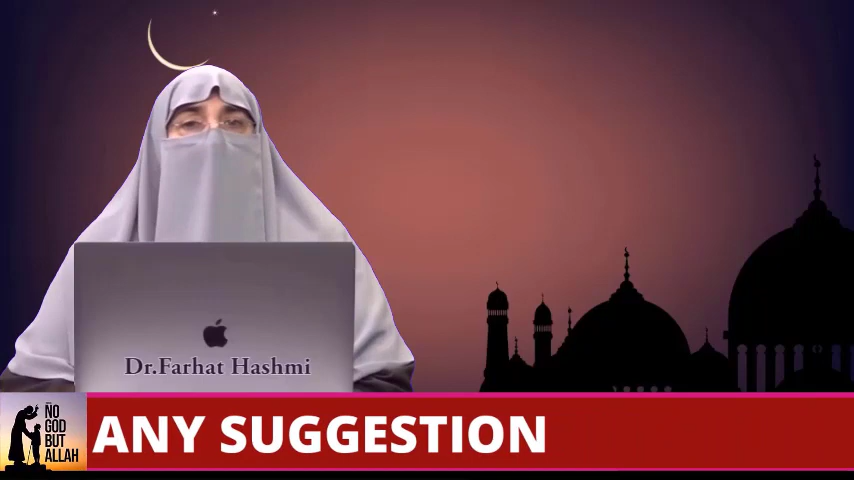 Dr.Farhat Hashmi
NO
GOD
BUT
ALLAH
ANY SUGGESTION